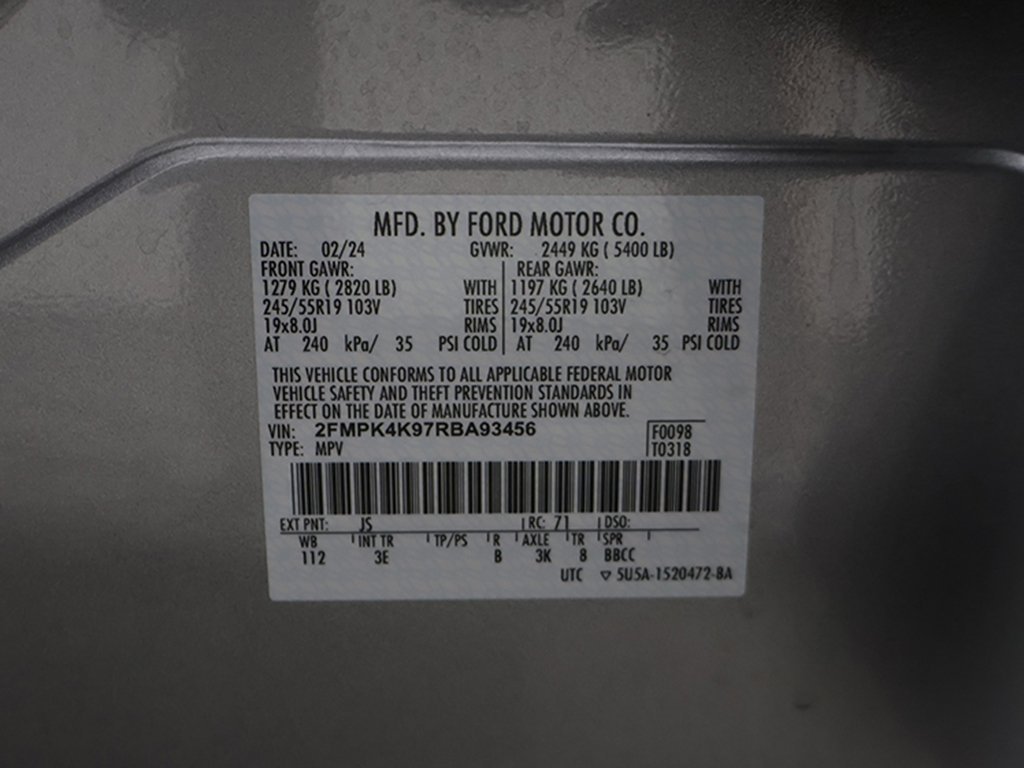 MFD. BY FORD MOTOR CO.
DATE: 02/24 GVWR: 2449 KG ( 5400 LB)
FRONT GAWR: REAR GAWR:
1279 KG ( 2820 LB) WITH 1197 KG ( 2640 LB) WITH
245/55R19 103V TIRES 245/55R19 103V TIRES
19x8.0J RIMS 19x8.0J RIMS
AT 240 kPa/ 35 PSI COLD AT 240 kPa/ 35 PSI COLD
THIS VEHICLE CONFORMS TO ALL APPLICABLE FEDERAL MOTOR
VEHICLE SAFETY AND THEFT PREVENTION STANDARDS IN
EFFECT ON THE DATE OF MANUFACTURE SHOWN ABOVE.
VIN: 2FMPK4K97RBA93456 F0098
TYPE: MPV T0318
EXT PNT: JS RC: 71 DSO:
WB INT TR TP/PS R AXLE TR SPR
112 3E B 3K 8 BBCC
UTC ▽ 5U5A-1520472-BA